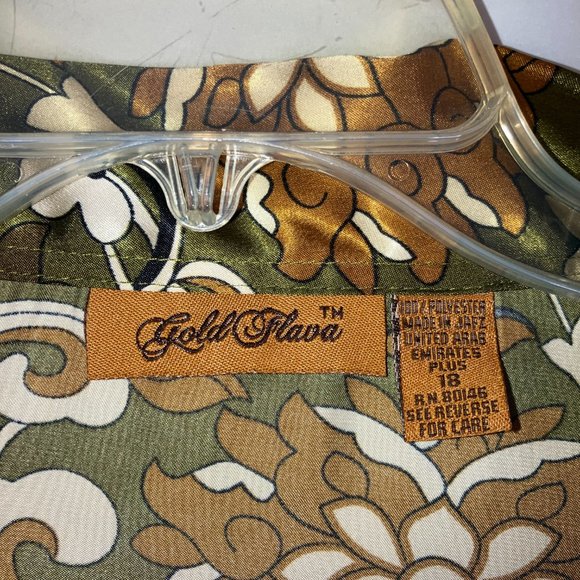 Gold Flava™
100% POLYESTER
MADE IN JAFZ
UNITED ARAB
EMIRATES
PLUS
18
R.N. 80146
SEE REVERSE
FOR CARE